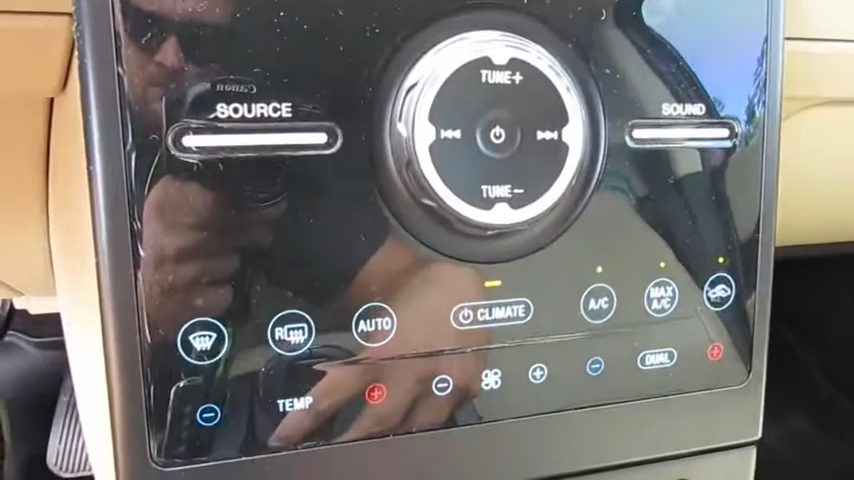 SOURCE
TUNE+
SOUND
TUNE-
R
AUTO
CLIMATE
A/C
MAX A/C
TEMP
DUAL